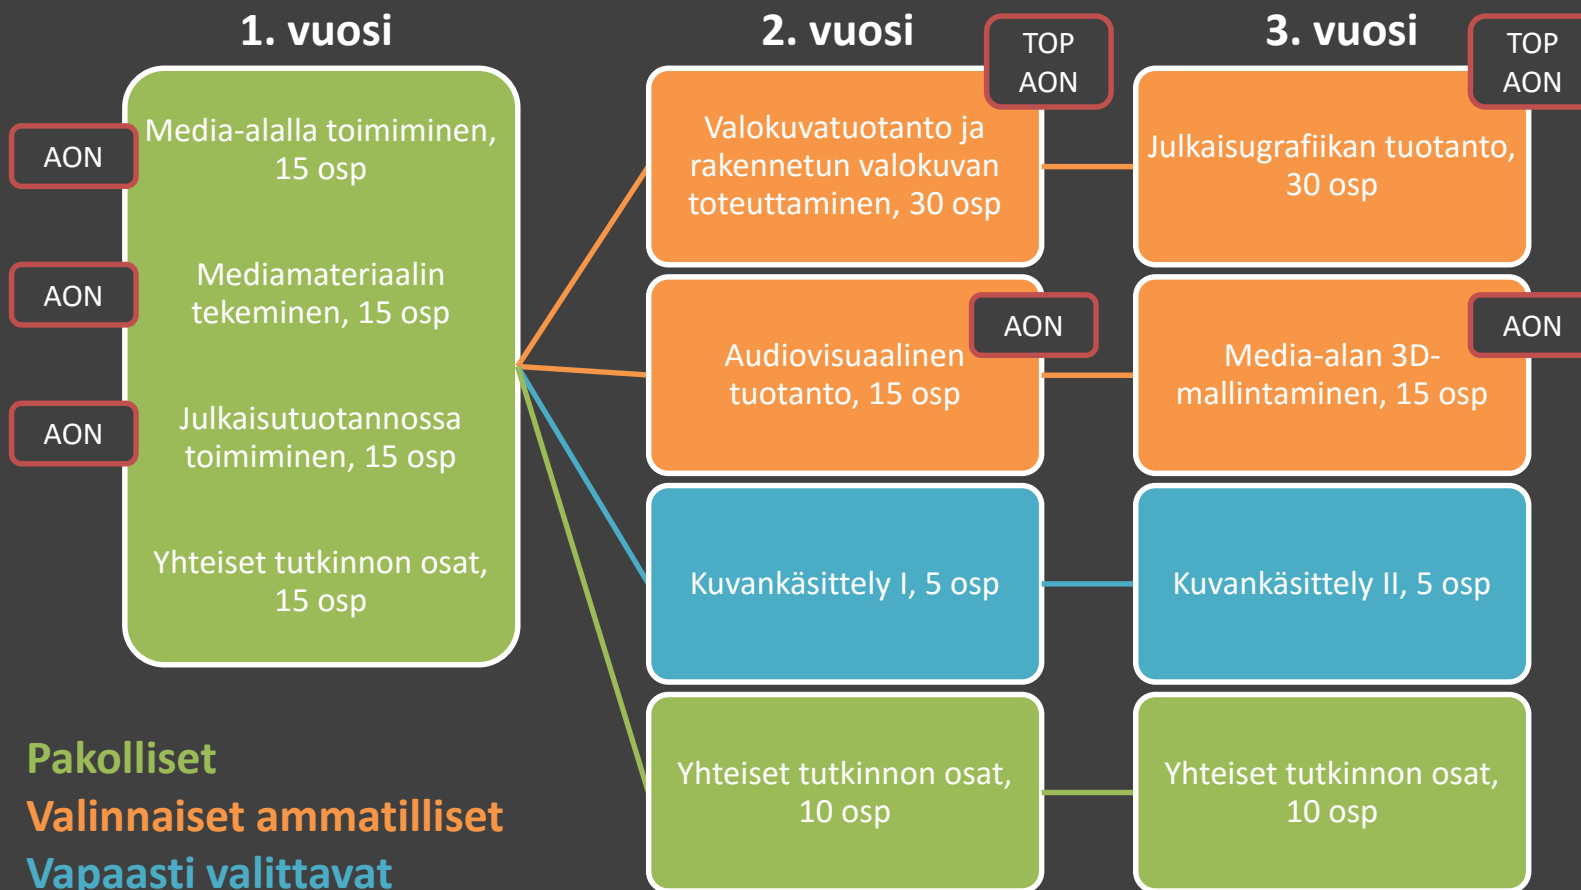 1. vuosi
AON
Media-alalla toimiminen,
15 osp
AON
Mediamateriaalin
tekeminen, 15 osp
AON
Julkaisutuotannossa
toimiminen, 15 osp
Yhteiset tutkinnon osat,
15 osp
2. vuosi
TOP
AON
Valokuvatuotanto ja
rakennetun valokuvan
toteuttaminen, 30 osp
AON
Audiovisuaalinen
tuotanto, 15 osp
Kuvankäsittely I, 5 osp
Yhteiset tutkinnon osat,
10 osp
3. vuosi
TOP
AON
Julkaisugrafiikan tuotanto,
30 osp
AON
Media-alan 3D-
mallintaminen, 15 osp
Kuvankäsittely II, 5 osp
Yhteiset tutkinnon osat,
10 osp
Pakolliset
Valinnaiset ammatilliset
Vapaasti valittavat